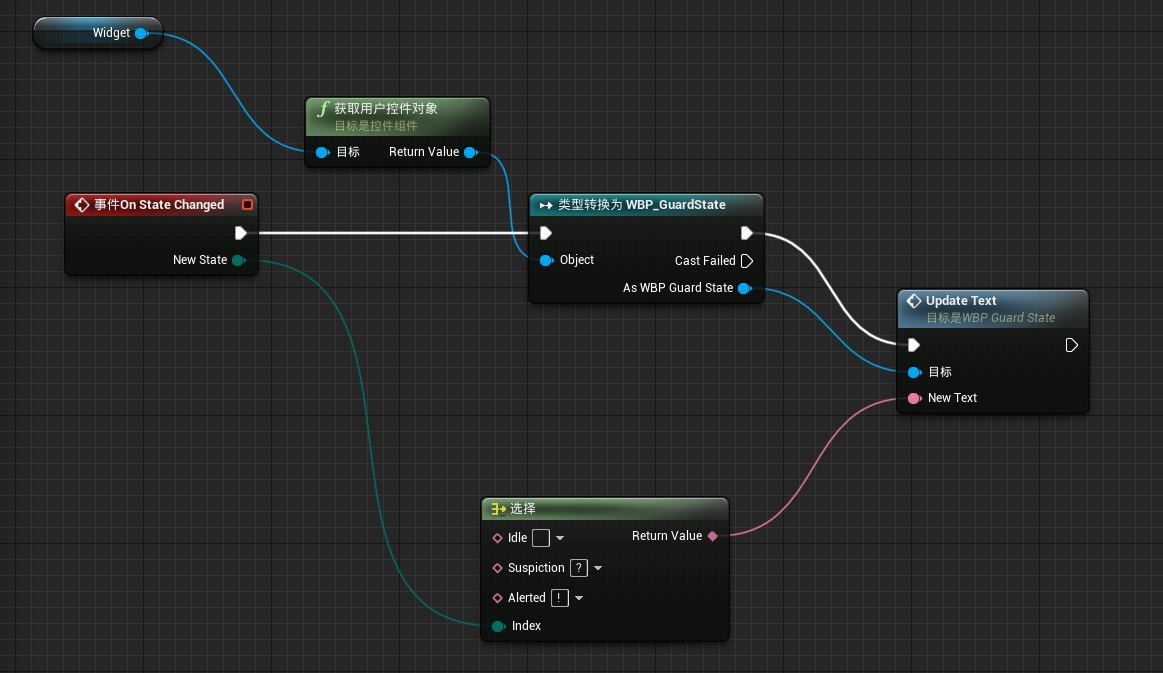 Widget
获取用户控件对象
目标是控件组件
目标
Return Value
事件On State Changed
New State
类型转换为 WBP_GuardState
Object
Cast Failed
As WBP Guard State
Update Text
目标是WBP Guard State
目标
New Text
选择
Idle
Return Value
Suspiction ?
Alerted !
Index